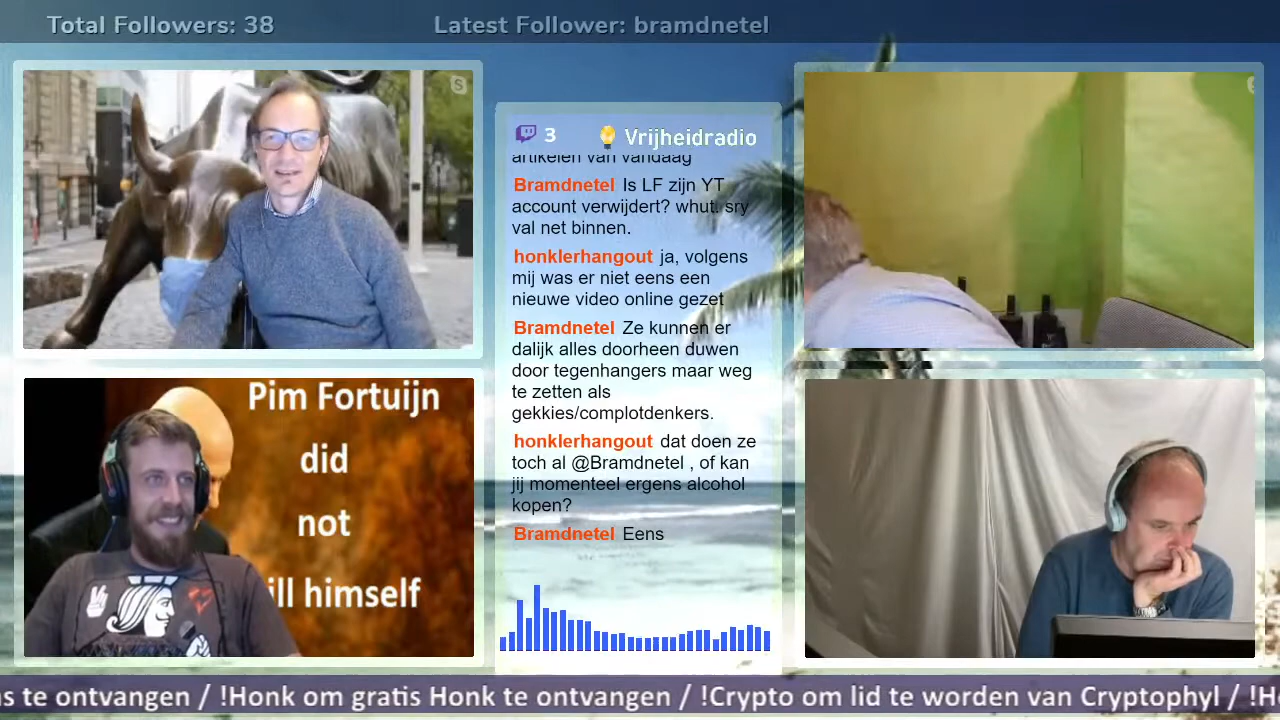 Total Followers: 38
Latest Follower: bramdnetel
3
Vrijheidradio
artikelen van vandaag
Bramdnetel Is LF zijn YT
account verwijdert? whut. sry
val net binnen.
honklerhangout ja, volgens
mij was er niet eens een
nieuwe video online gezet
Bramdnetel Ze kunnen er
dalijk alles doorheen duwen
door tegenhangers maar weg
te zetten als
gekkies/complotdenkers.
honklerhangout dat doen ze
toch al @Bramdnetel , of kan
jij momenteel ergens alcohol
kopen?
Bramdnetel Eens
Pim Fortuijn
did
not
ill himself
te ontvangen / !Honk om gratis Honk te ontvangen / !Crypto om lid te worden van Cryptophyl /